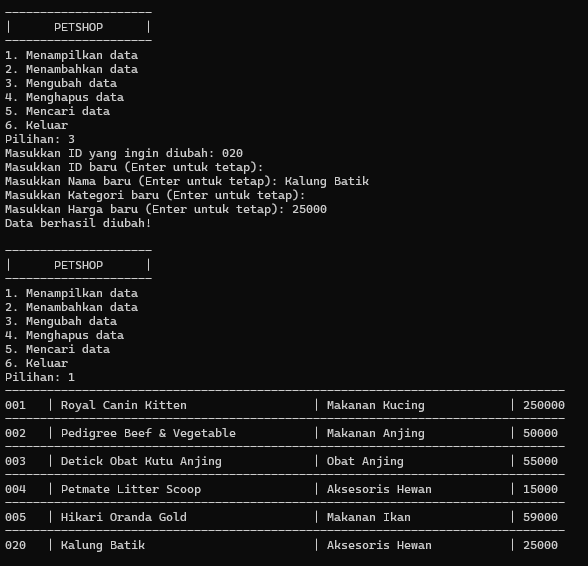 PETSHOP
1. Menampilkan data
2. Menambahkan data
3. Mengubah data
4. Menghapus data
5. Mencari data
6. Keluar
Pilihan: 3
Masukkan ID yang ingin diubah: 020
Masukkan ID baru (Enter untuk tetap):
Masukkan Nama baru (Enter untuk tetap): Kalung Batik
Masukkan Kategori baru (Enter untuk tetap):
Masukkan Harga baru (Enter untuk tetap): 25000
Data berhasil diubah!
PETSHOP
1. Menampilkan data
2. Menambahkan data
3. Mengubah data
4. Menghapus data
5. Mencari data
6. Keluar
Pilihan: 1
001 | Royal Canin Kitten | Makanan Kucing | 250000
002 | Pedigree Beef & Vegetable | Makanan Anjing | 50000
003 | Detick Obat Kutu Anjing | Obat Anjing | 55000
004 | Petmate Litter Scoop | Aksesoris Hewan | 15000
005 | Hikari Oranda Gold | Makanan Ikan | 59000
020 | Kalung Batik | Aksesoris Hewan | 25000